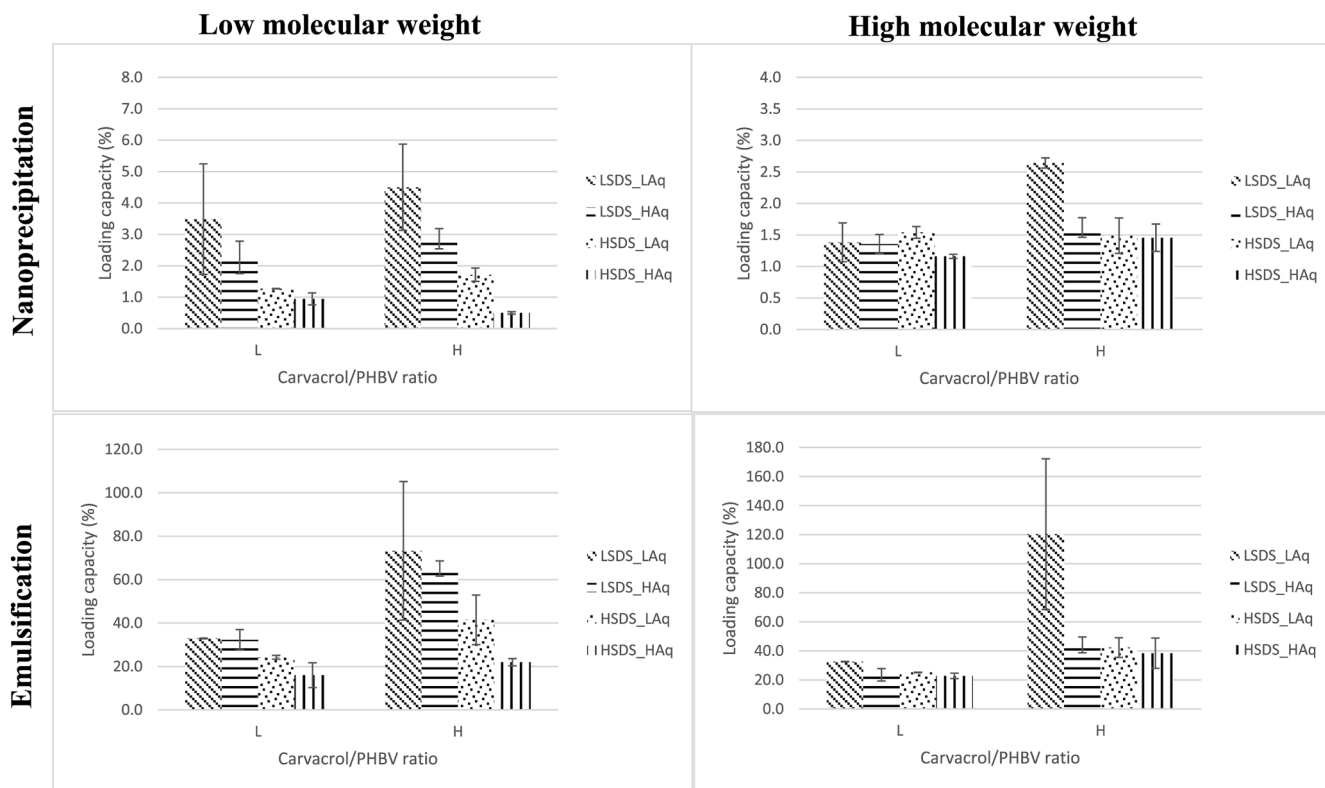 Low molecular weight
High molecular weight
Nanoprecipitation
Loading capacity (%)
8.0
7.0
6.0
5.0
4.0
3.0
2.0
1.0
0.0
L
H
Carvacrol/PHBV ratio
LSDS_LAq
LSDS_HAq
HSDS_LAq
HSDS_HAq
Loading capacity (%)
4.0
3.5
3.0
2.5
2.0
1.5
1.0
0.5
0.0
L
H
Carvacrol/PHBV ratio
LSDS_LAq
LSDS_HAq
HSDS_LAq
HSDS_HAq
Emulsification
Loading capacity (%)
120.0
100.0
80.0
60.0
40.0
20.0
0.0
L
H
Carvacrol/PHBV ratio
LSDS_LAq
LSDS_HAq
HSDS_LAq
HSDS_HAq
Loading capacity (%)
180.0
160.0
140.0
120.0
100.0
80.0
60.0
40.0
20.0
0.0
L
H
Carvacrol/PHBV ratio
LSDS_LAq
LSDS_HAq
HSDS_LAq
HSDS_HAq